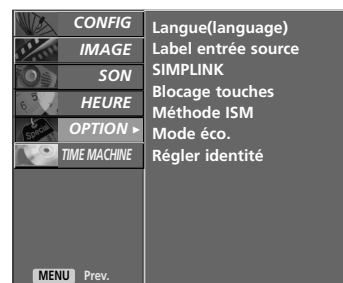 CONFIG
IMAGE
SON
HEURE
OPTION ►
TIME MACHINE
Langue(language)
Label entrée source
SIMPLINK
Blocage touches
Méthode ISM
Mode éco.
Régler identité
MENU Prev.